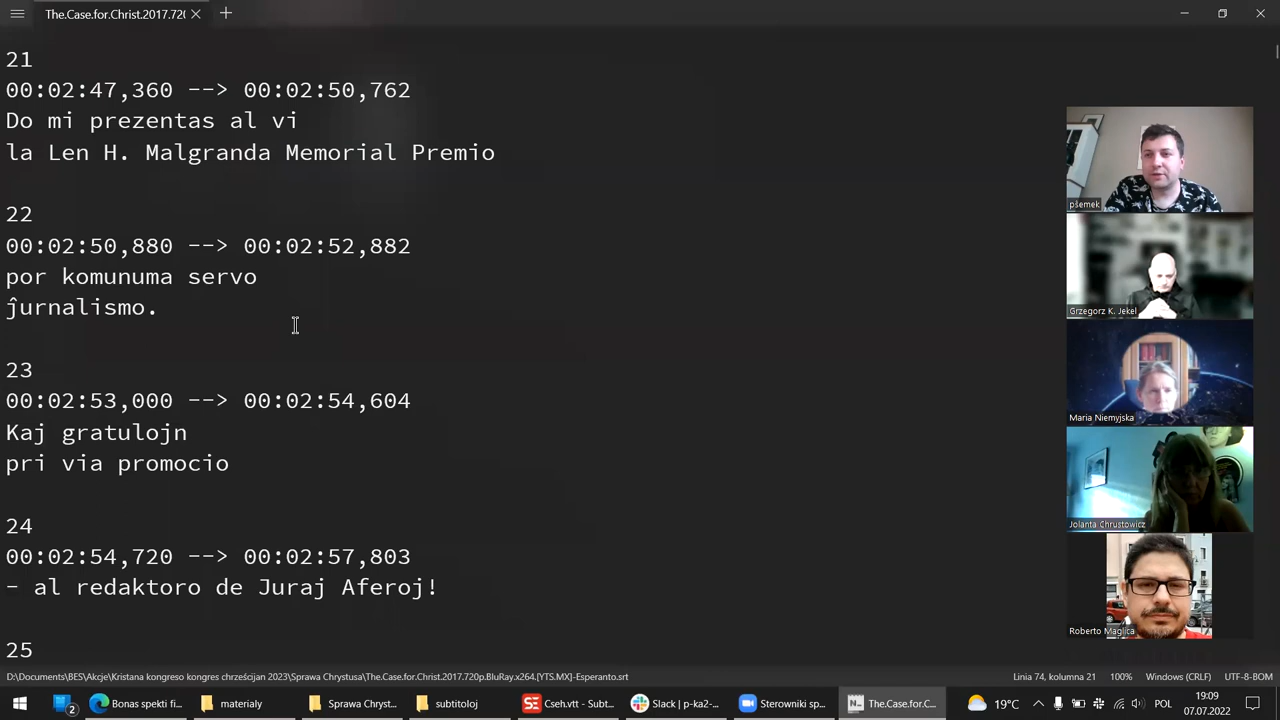 The.Case.for.Christ.2017.720
21
00:02:47,360 --> 00:02:50,762
Do mi prezentas al vi
la Len H. Malgranda Memorial Premio
22
00:02:50,880 --> 00:02:52,882
por komunuma servo
ĵurnalismo.
23
00:02:53,000 --> 00:02:54,604
Kaj gratulojn
pri via promocio
24
00:02:54,720 --> 00:02:57,803
- al redaktoro de Juraj Aferoj!
25
pŝemek
Grzegorz K. Jekel
Maria Niemyjska
Jolanta Chrustowicz
Roberto Maglica
D:\Documents\BES\Akcje\Kristana kongreso kongres chrześcijan 2023\Sprawa Chrystusa\The.Case.for.Christ.2017.720p.BluRay.x264.[YTS.MX]-Esperanto.srt
Linia 74, kolumna 21
100%
Windows (CRLF)
UTF-8-BOM
2
Bonas spekti fi...
materialy
Sprawa Chryst...
subtitoloj
Cseh.vtt - Subt...
Slack | p-ka2-...
Sterowniki sp...
The.Case.for.C...
19°C
POL
19:09
07.07.2022